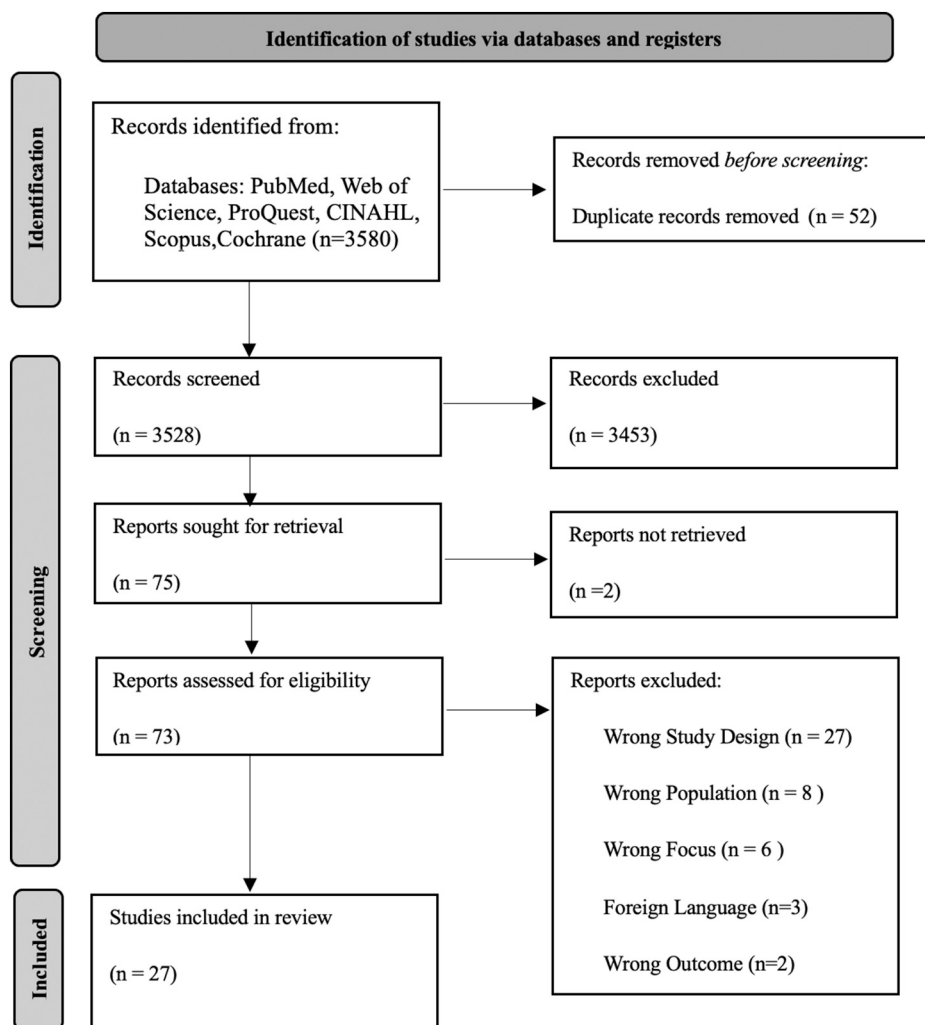 Identification of studies via databases and registers
Identification
Records identified from:
Databases: PubMed, Web of
Science, ProQuest, CINAHL,
Scopus,Cochrane (n=3580)
Records removed before screening:
Duplicate records removed (n = 52)
Screening
Records screened
(n = 3528)
Records excluded
(n = 3453)
Reports sought for retrieval
(n = 75)
Reports not retrieved
(n =2)
Reports assessed for eligibility
(n = 73)
Reports excluded:
Wrong Study Design (n = 27)
Wrong Population (n = 8 )
Wrong Focus (n = 6 )
Foreign Language (n=3)
Wrong Outcome (n=2)
Included
Studies included in review
(n = 27)